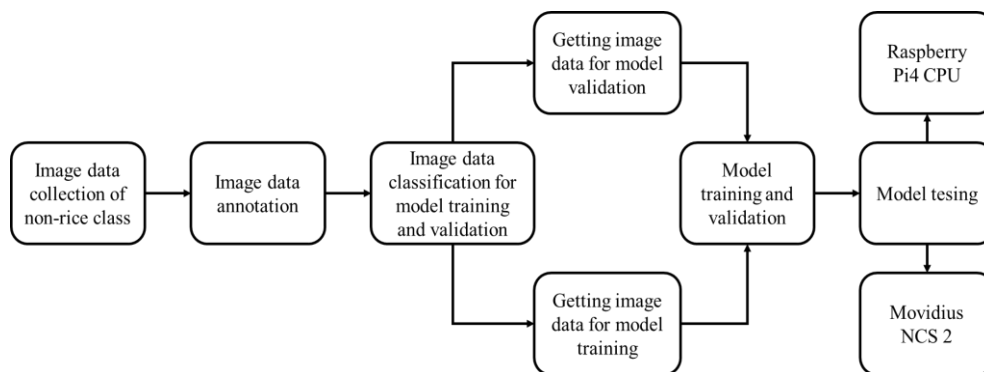 Image data
collection of
non-rice class
Image data
annotation
Image data
classification for
model training
and validation
Getting image
data for model
validation
Getting image
data for model
training
Model
training and
validation
Model tesing
Raspberry
Pi4 CPU
Movidius
NCS 2